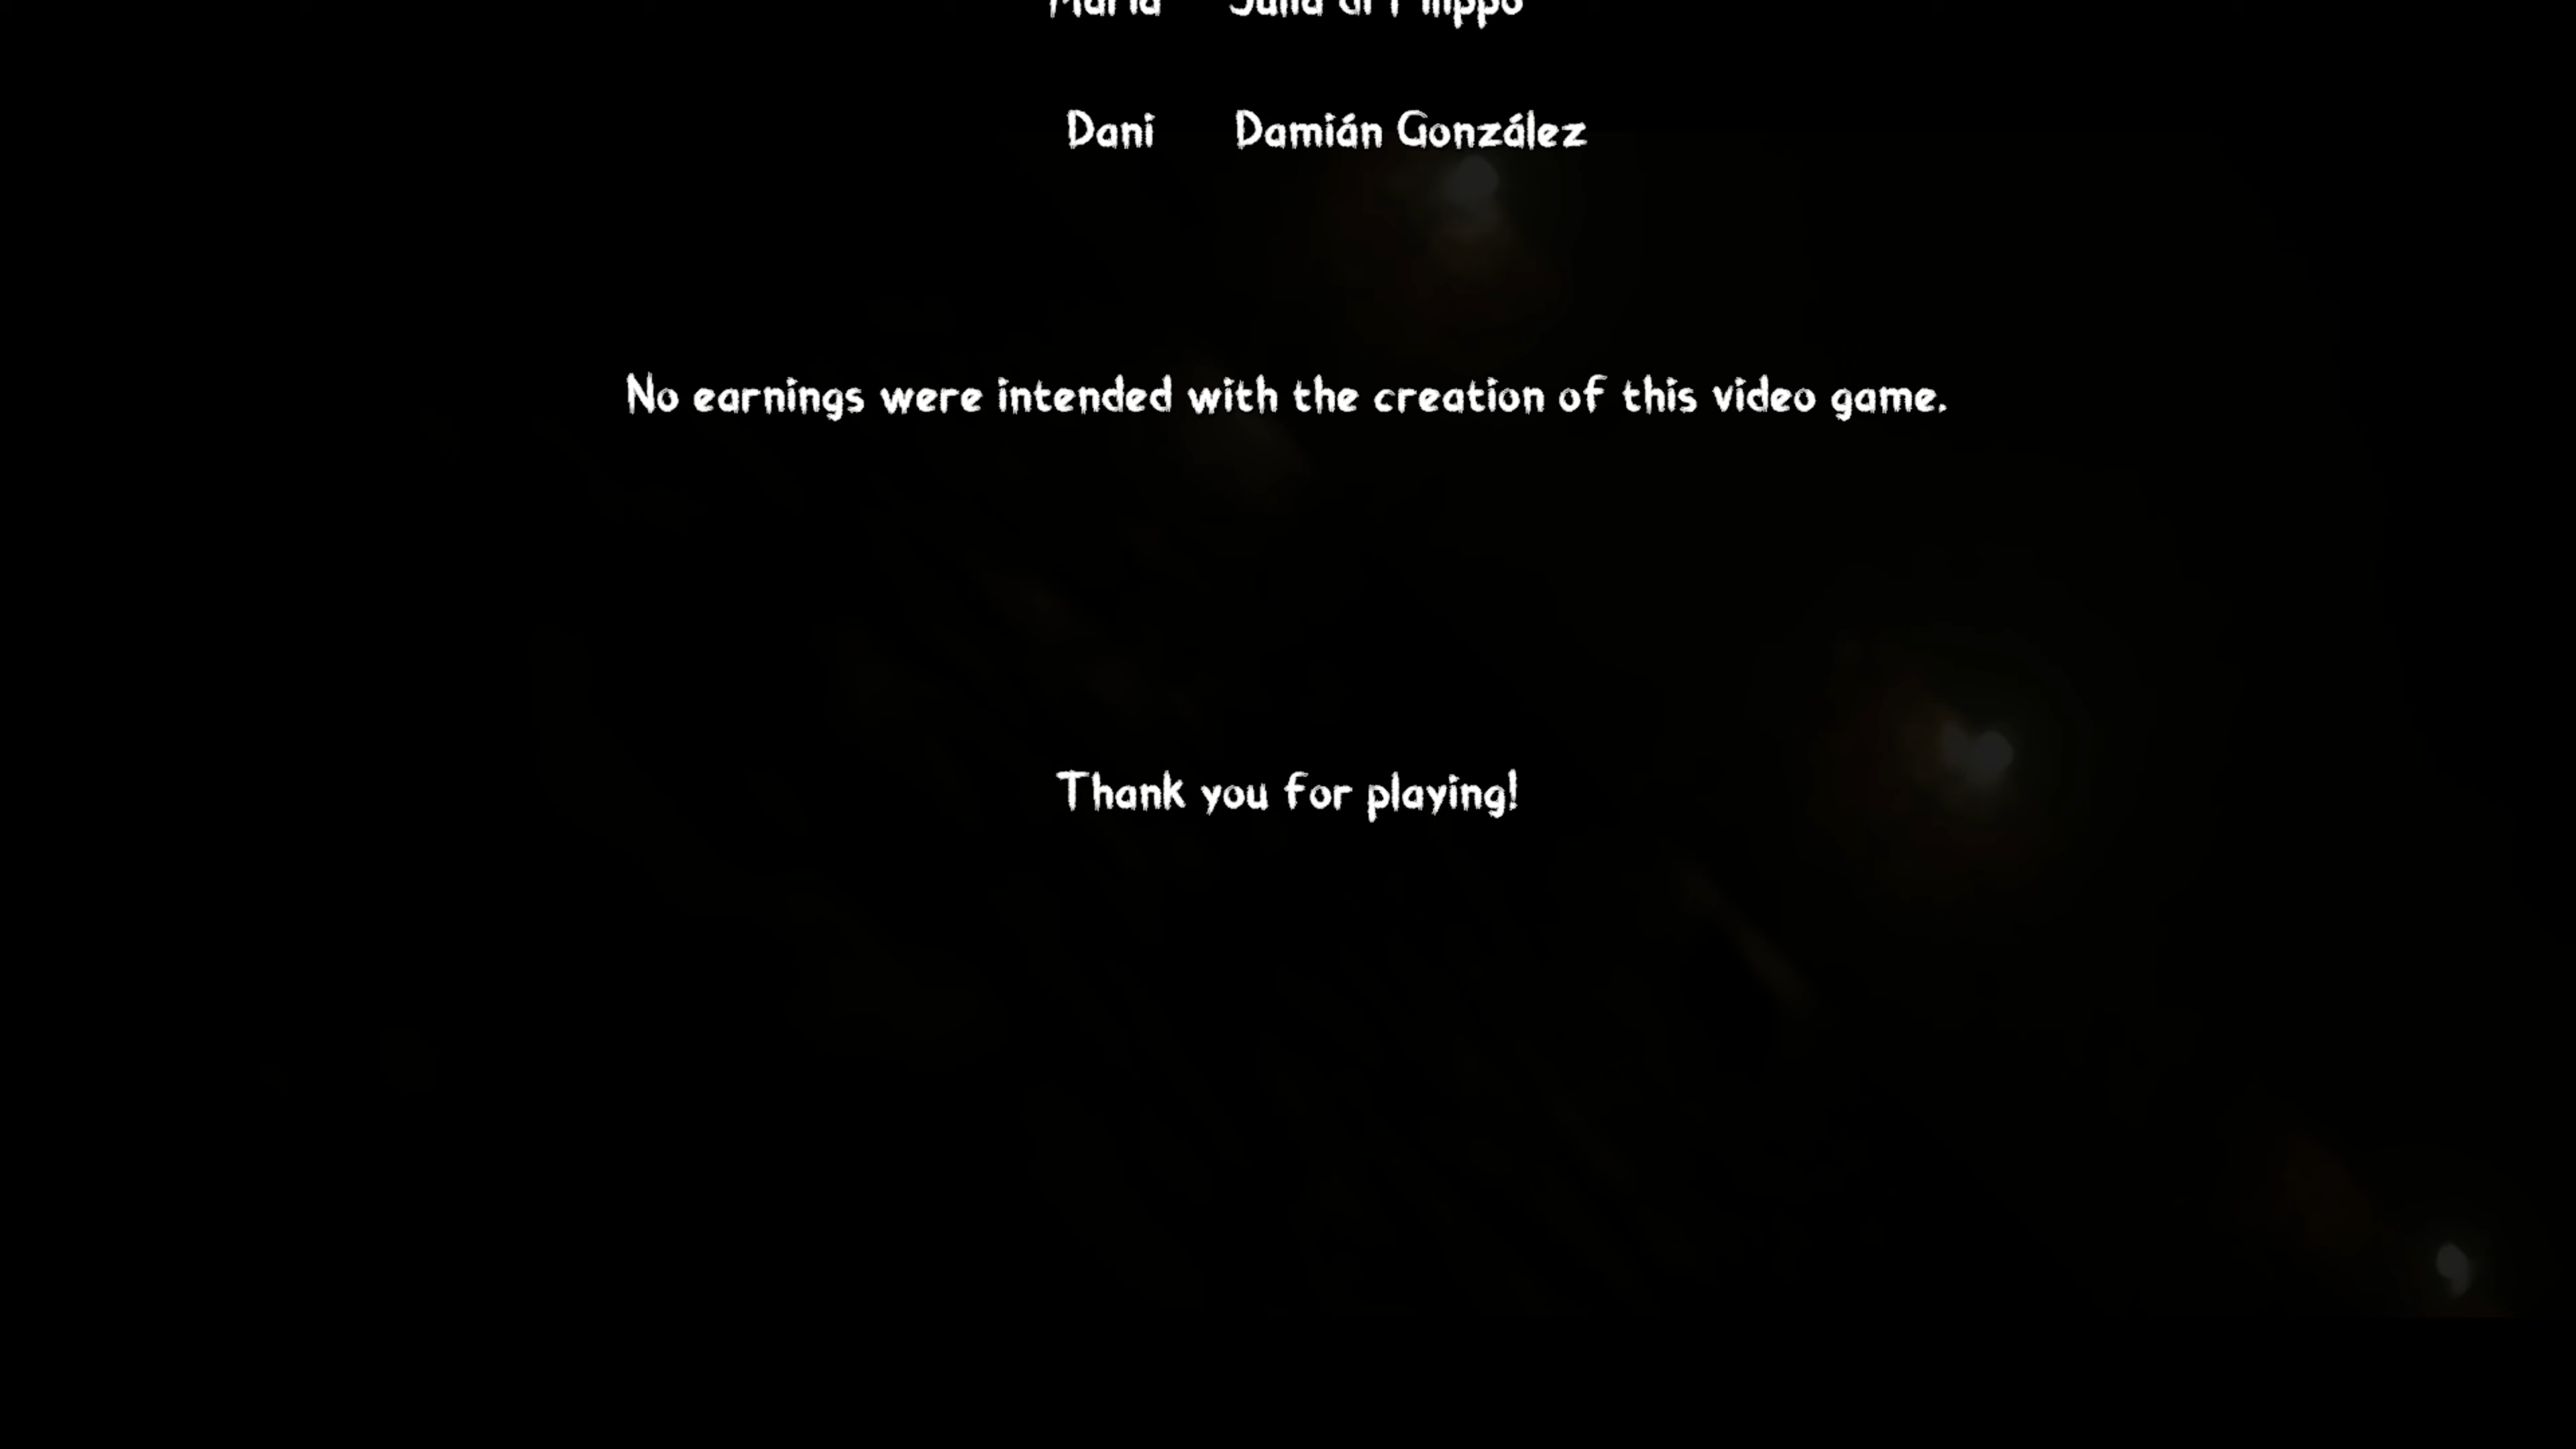 Dani Damián González
No earnings were intended with the creation of this video game.
Thank you for playing!